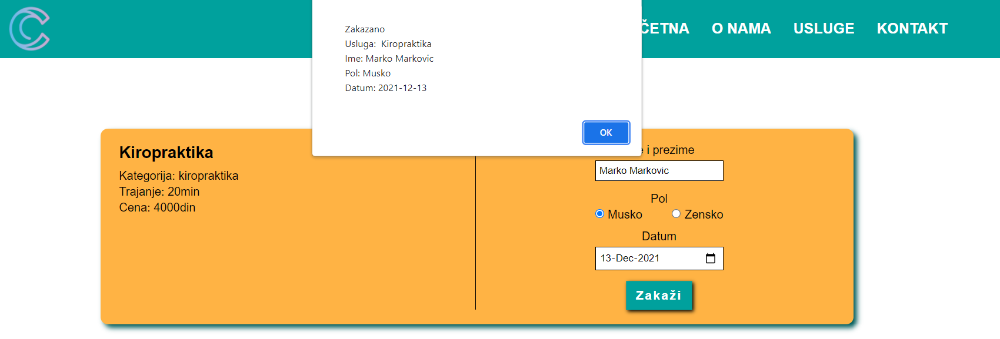 O NAMA
USLUGE
KONTAKT
Zakazano
Usluga: Kiropraktika
Ime: Marko Markovic
Pol: Musko
Datum: 2021-12-13
OK
Kiropraktika
Kategorija: kiropraktika
Trajanje: 20min
Cena: 4000din
i prezime
Marko Markovic
Pol
Musko
Zensko
Datum
13-Dec-2021
Zakaži